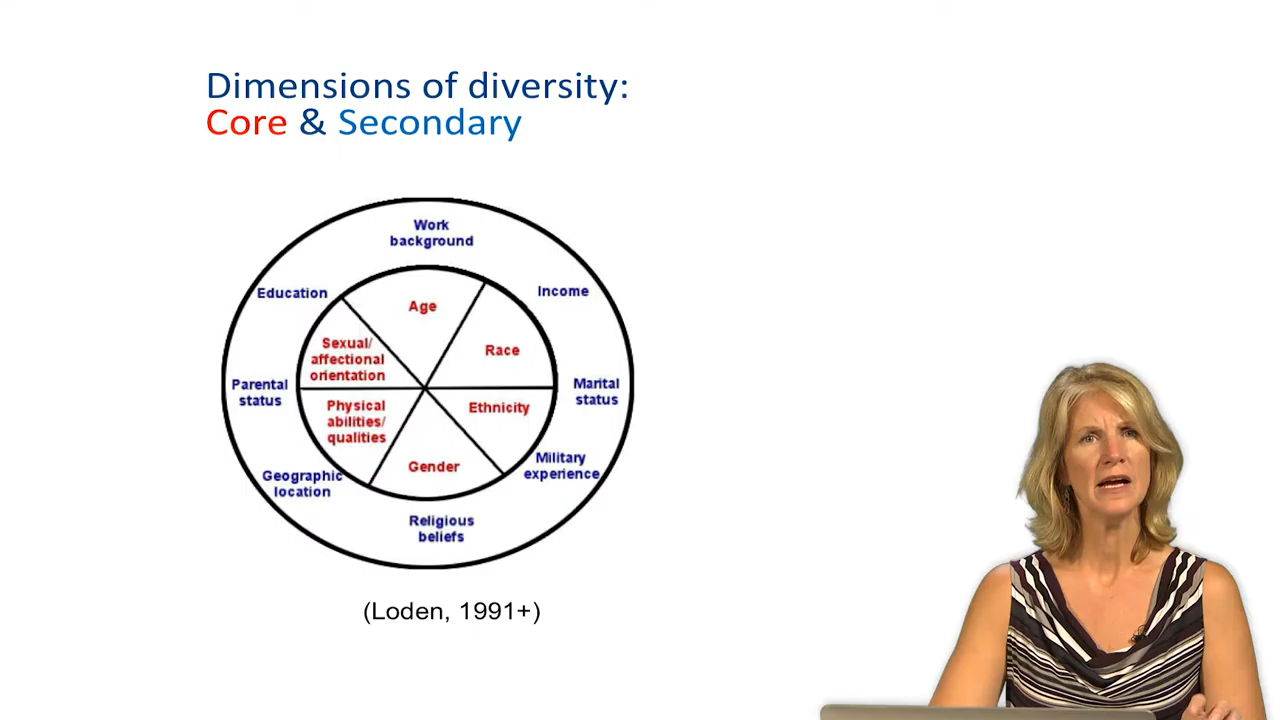 Dimensions of diversity:
Core & Secondary
Work
background
Education
Income
Age
Sexual/
affectional
orientation
Race
Parental
status
Marital
status
Physical
abilities/
qualities
Ethnicity
Gender
Geographic
location
Military
experience
Religious
beliefs
(Loden, 1991+)